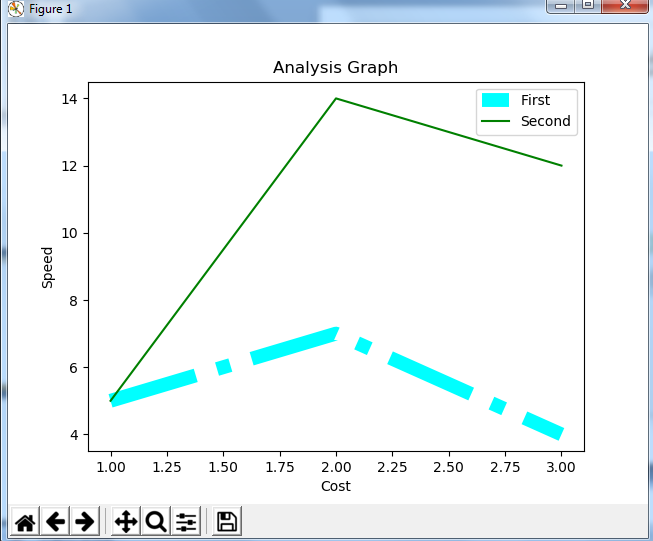 Figure 1
Analysis Graph
First
Second
14
12
10
8
6
4
Speed
1.00 1.25 1.50 1.75 2.00 2.25 2.50 2.75 3.00
Cost